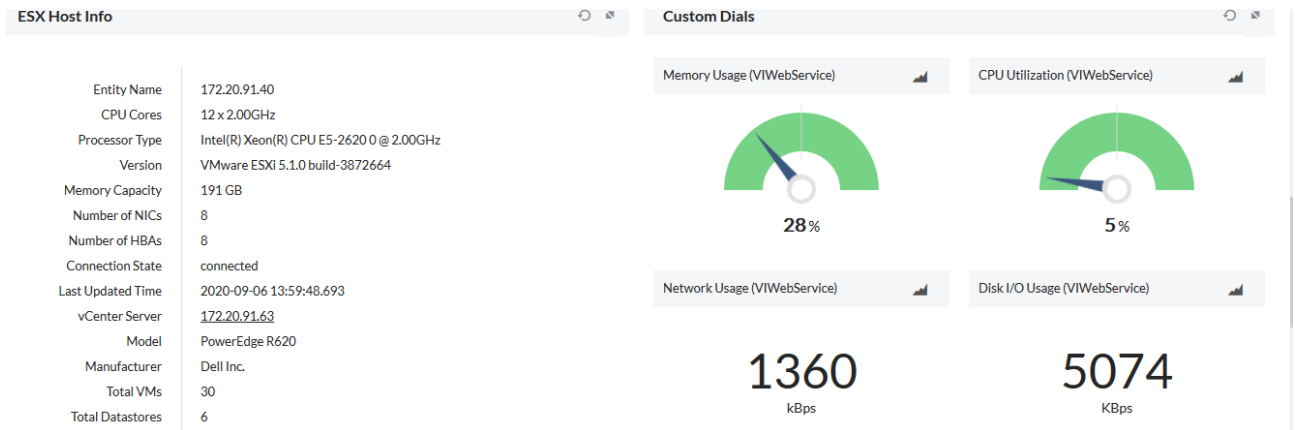 ESX Host Info
Entity Name 172.20.91.40
CPU Cores 12 x 2.00GHz
Processor Type Intel(R) Xeon(R) CPU E5-2620 0 @ 2.00GHz
Version VMware ESXi 5.1.0 build-3872664
Memory Capacity 191 GB
Number of NICs 8
Number of HBAs 8
Connection State connected
Last Updated Time 2020-09-06 13:59:48.693
vCenter Server 172.20.91.63
Model PowerEdge R620
Manufacturer Dell Inc.
Total VMs 30
Total Datastores 6
Custom Dials
Memory Usage (VIWebService)
28 %
CPU Utilization (VIWebService)
5 %
Network Usage (VIWebService)
1360
kBps
Disk I/O Usage (VIWebService)
5074
KBps